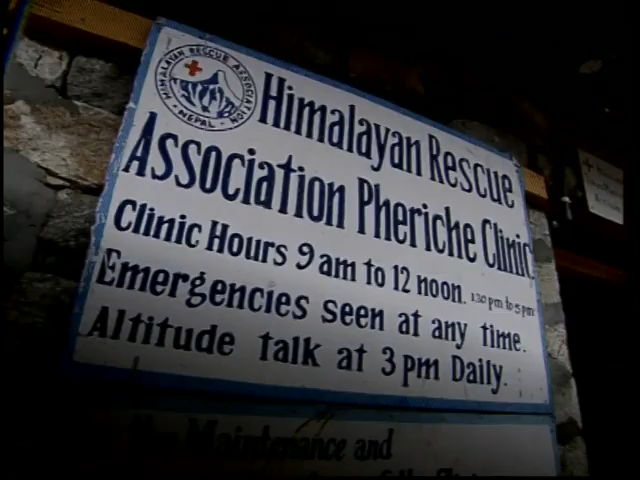 HIMALAYAN RESCUE ASSOCIATION
NEPAL
Himalayan Rescue
Association Pheriche Clinic
Clinic Hours 9 am to 12 noon. 1.30 pm to 5 pm
Emergencies seen at any time.
Altitude talk at 3 pm Daily.
Maintenance and